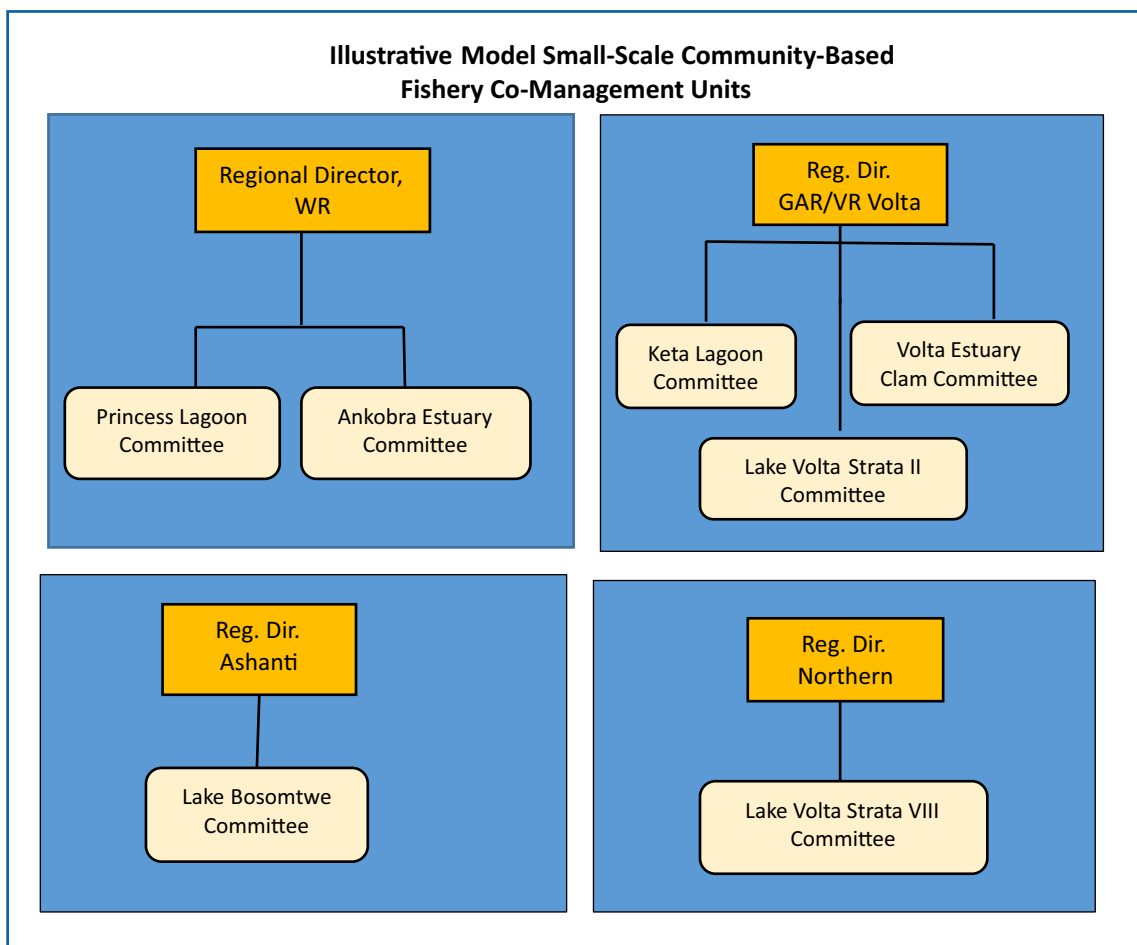 Illustrative Model Small-Scale Community-Based
Fishery Co-Management Units
Regional Director,
WR
Princess Lagoon
Committee
Ankobra Estuary
Committee
Reg. Dir.
GAR/VR Volta
Keta Lagoon
Committee
Volta Estuary
Clam Committee
Lake Volta Strata II
Committee
Reg. Dir.
Ashanti
Lake Bosomtwe
Committee
Reg. Dir.
Northern
Lake Volta Strata VIII
Committee